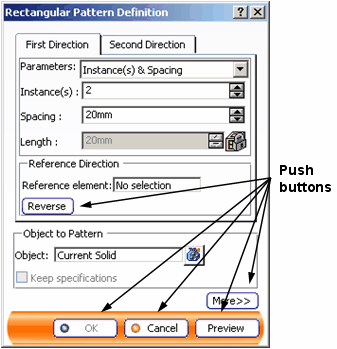 Rectangular Pattern Definition
First Direction Second Direction
Parameters: Instance(s) & Spacing
Instance(s) : 2
Spacing : 20mm
Length : 20mm
Reference Direction
Reference element: No selection
Reverse
Push
buttons
Object to Pattern
Object: Current Solid
Keep specifications
More>>
OK Cancel Preview